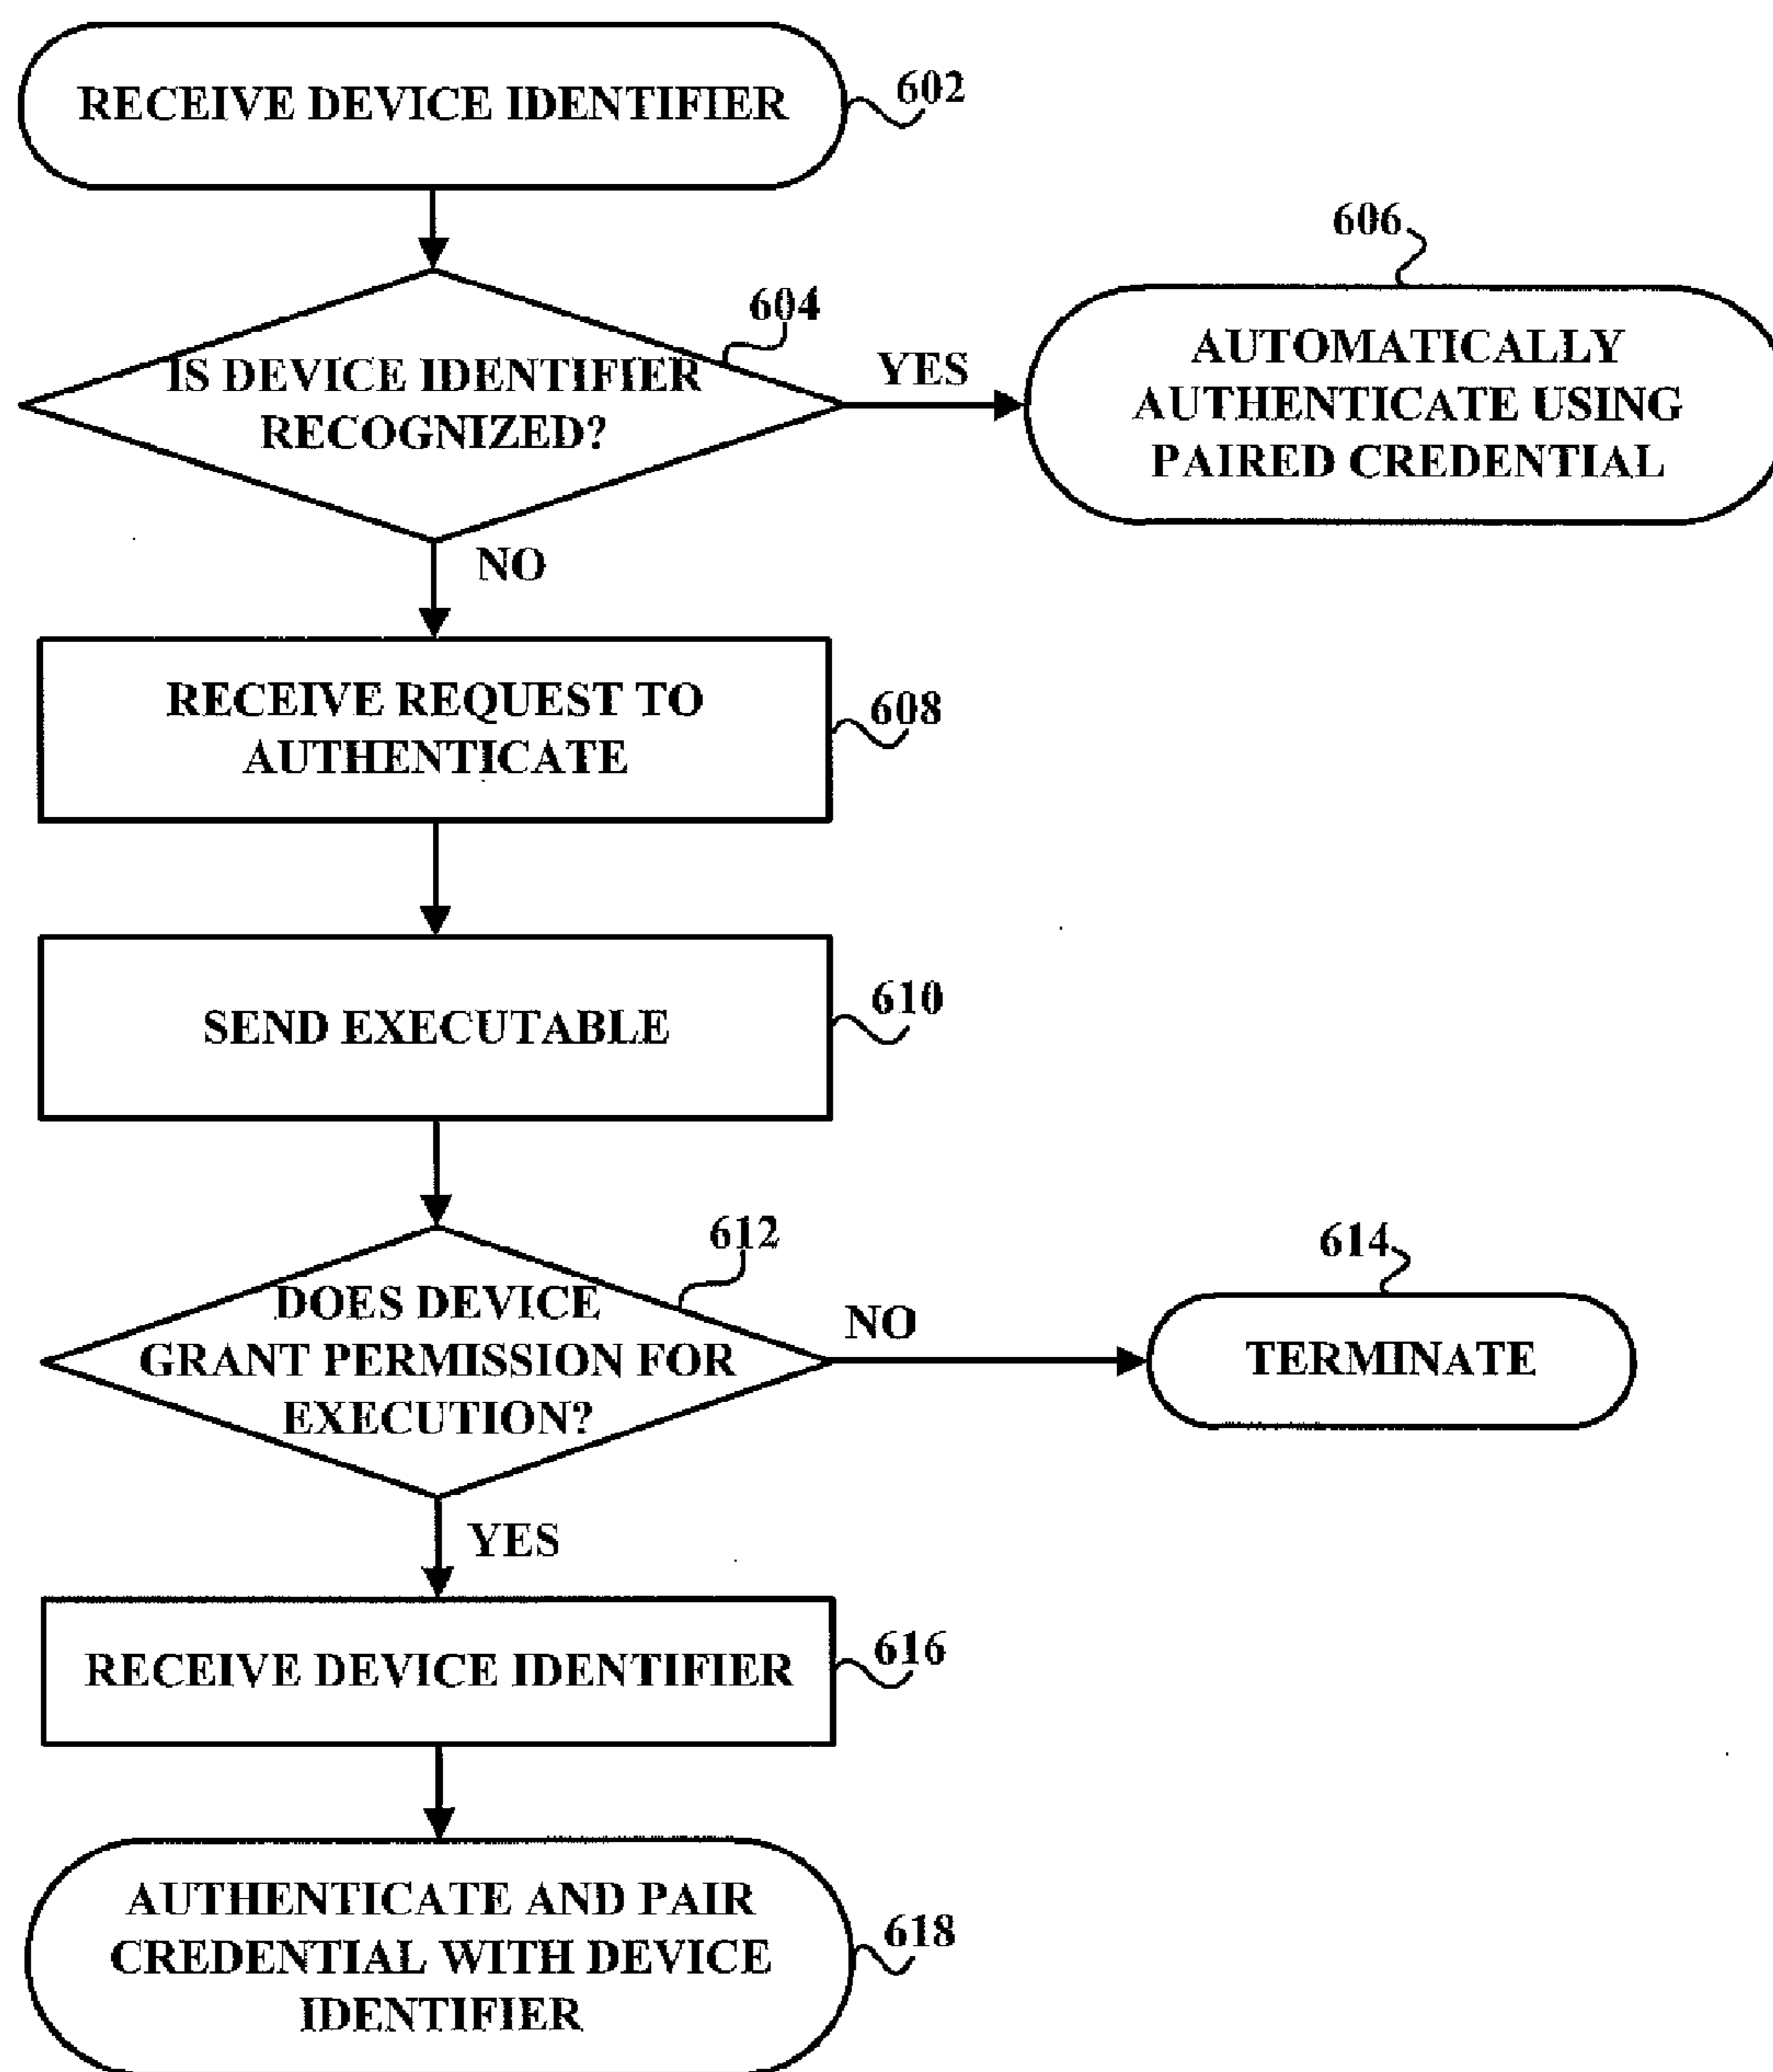 RECEIVE DEVICE IDENTIFIER
602
606
604
IS DEVICE IDENTIFIER
RECOGNIZED?
YES
AUTOMATICALLY
AUTHENTICATE USING
PAIRED CREDENTIAL
NO
RECEIVE REQUEST TO
AUTHENTICATE
608
SEND EXECUTABLE
610
612
DOES DEVICE
GRANT PERMISSION FOR
EXECUTION?
NO
614
TERMINATE
YES
RECEIVE DEVICE IDENTIFIER
616
AUTHENTICATE AND PAIR
CREDENTIAL WITH DEVICE
IDENTIFIER
618